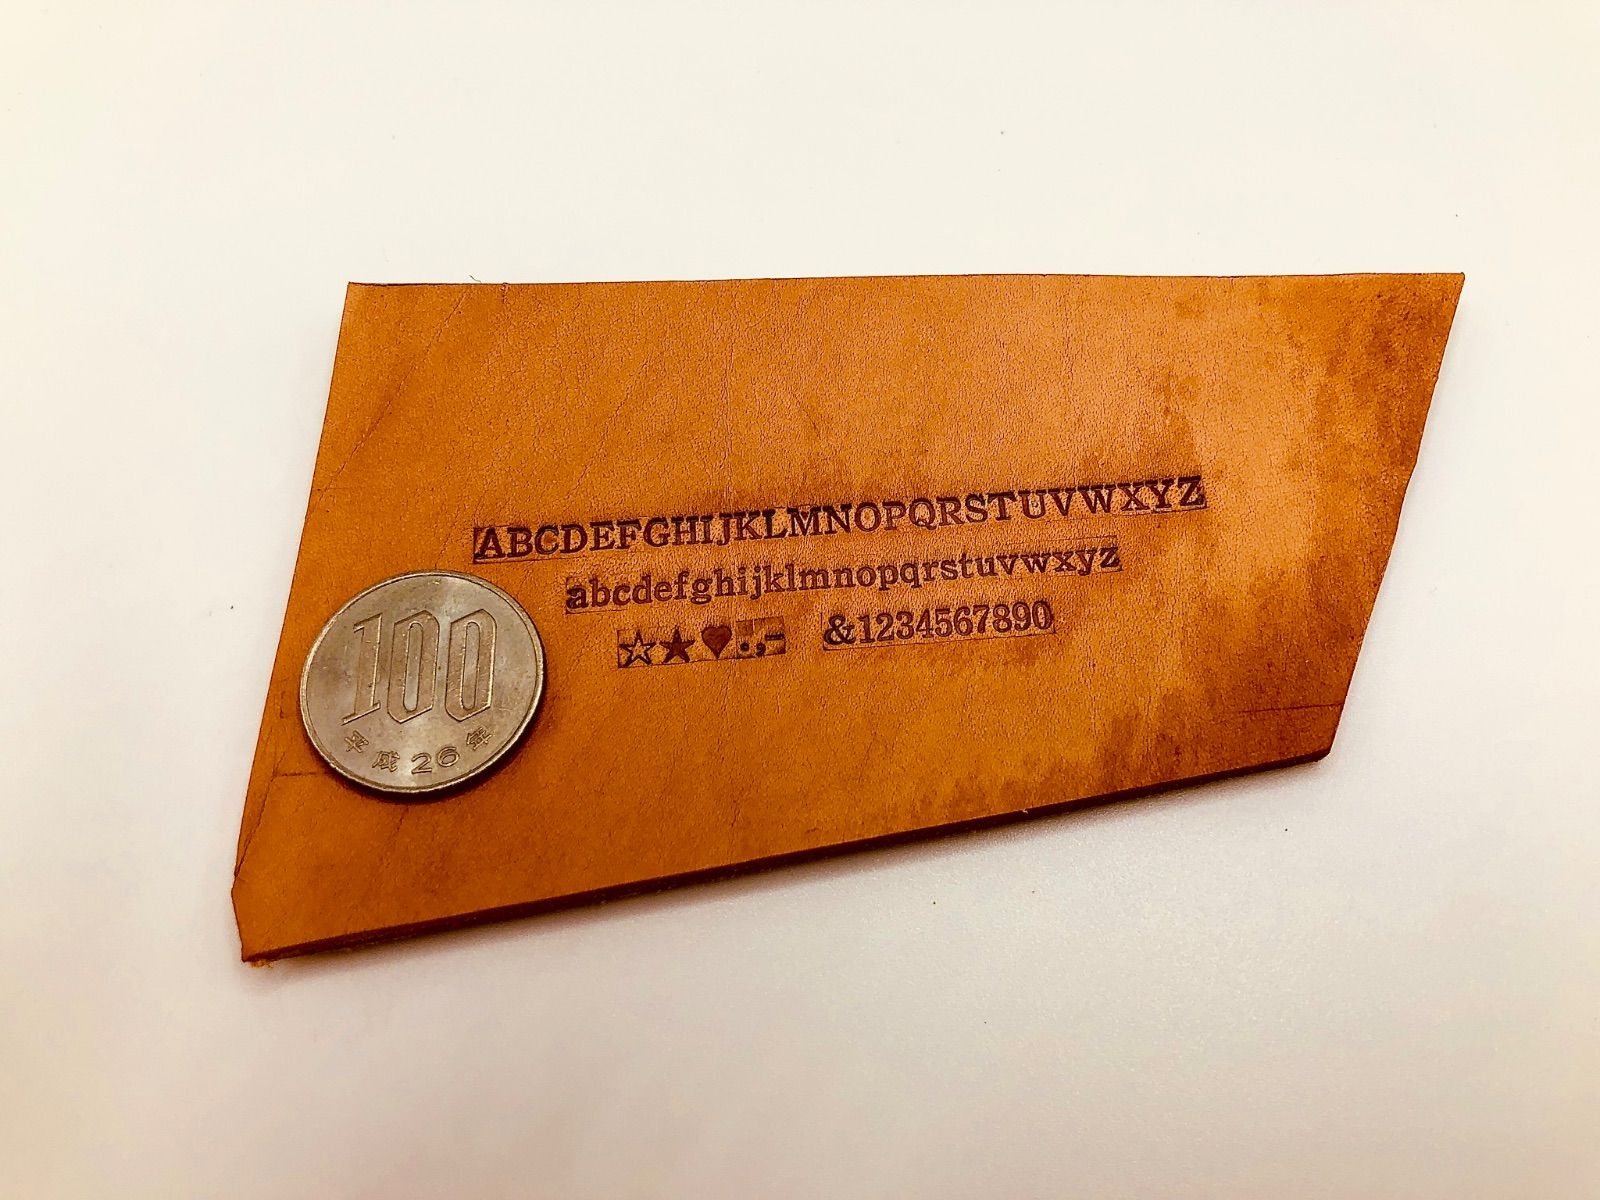 ABCDEFGHIJKLMNOPQRSTUVWXYZ
abcdefghijklmnopqrstuvwxyz
☆★♥.,- &1234567890
100
平成26年